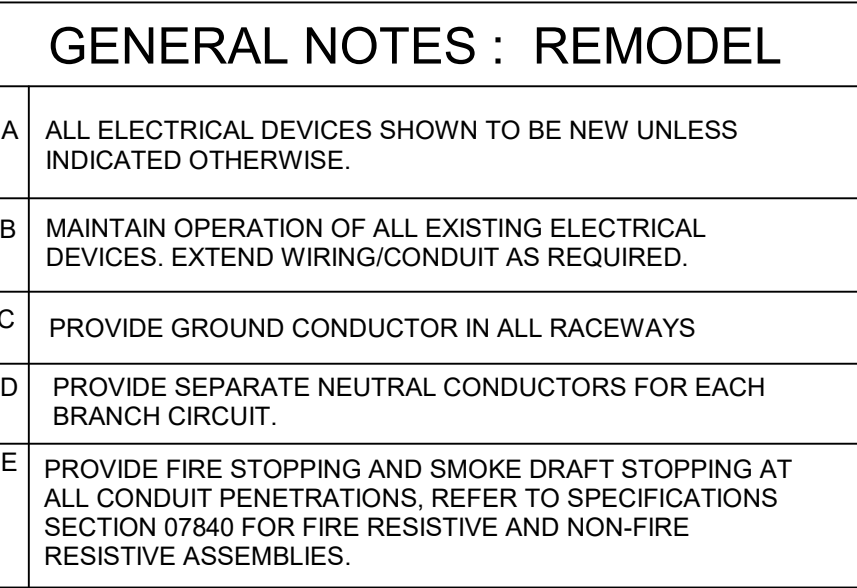 GENERAL NOTES : REMODEL
A
ALL ELECTRICAL DEVICES SHOWN TO BE NEW UNLESS
INDICATED OTHERWISE.
B
MAINTAIN OPERATION OF ALL EXISTING ELECTRICAL
DEVICES. EXTEND WIRING/CONDUIT AS REQUIRED.
C
PROVIDE GROUND CONDUCTOR IN ALL RACEWAYS
D
PROVIDE SEPARATE NEUTRAL CONDUCTORS FOR EACH
BRANCH CIRCUIT.
E
PROVIDE FIRE STOPPING AND SMOKE DRAFT STOPPING AT
ALL CONDUIT PENETRATIONS, REFER TO SPECIFICATIONS
SECTION 07840 FOR FIRE RESISTIVE AND NON-FIRE
RESISTIVE ASSEMBLIES.